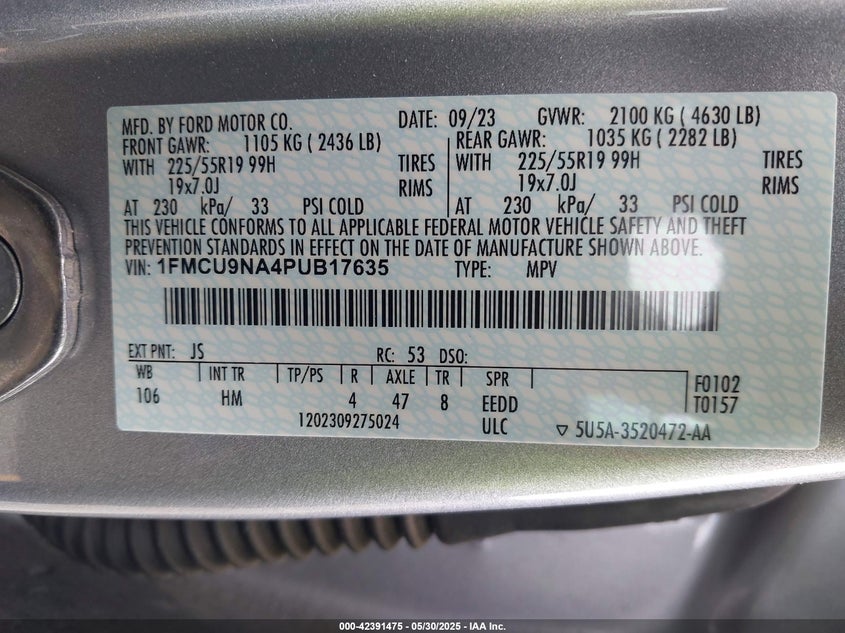 MFD. BY FORD MOTOR CO. DATE: 09/23 GVWR: 2100 KG ( 4630 LB)
FRONT GAWR: 1105 KG ( 2436 LB) REAR GAWR: 1035 KG ( 2282 LB)
WITH 225/55R19 99H TIRES WITH 225/55R19 99H TIRES
19x7.0J RIMS 19x7.0J RIMS
AT 230 kPa/ 33 PSI COLD AT 230 kPa/ 33 PSI COLD
THIS VEHICLE CONFORMS TO ALL APPLICABLE FEDERAL MOTOR VEHICLE SAFETY AND THEFT
PREVENTION STANDARDS IN EFFECT ON THE DATE OF MANUFACTURE SHOWN ABOVE.
VIN: 1FMCU9NA4PUB17635 TYPE: MPV
EXT PNT: JS RC: 53 DSO:
WB INT TR TP/PS R AXLE TR SPR F0102
106 HM 4 47 8 EEDD T0157
1202309275024 ULC ▽ 5U5A-3520472-AA
000-42391475 — 05/30/2025 — IAA Inc.